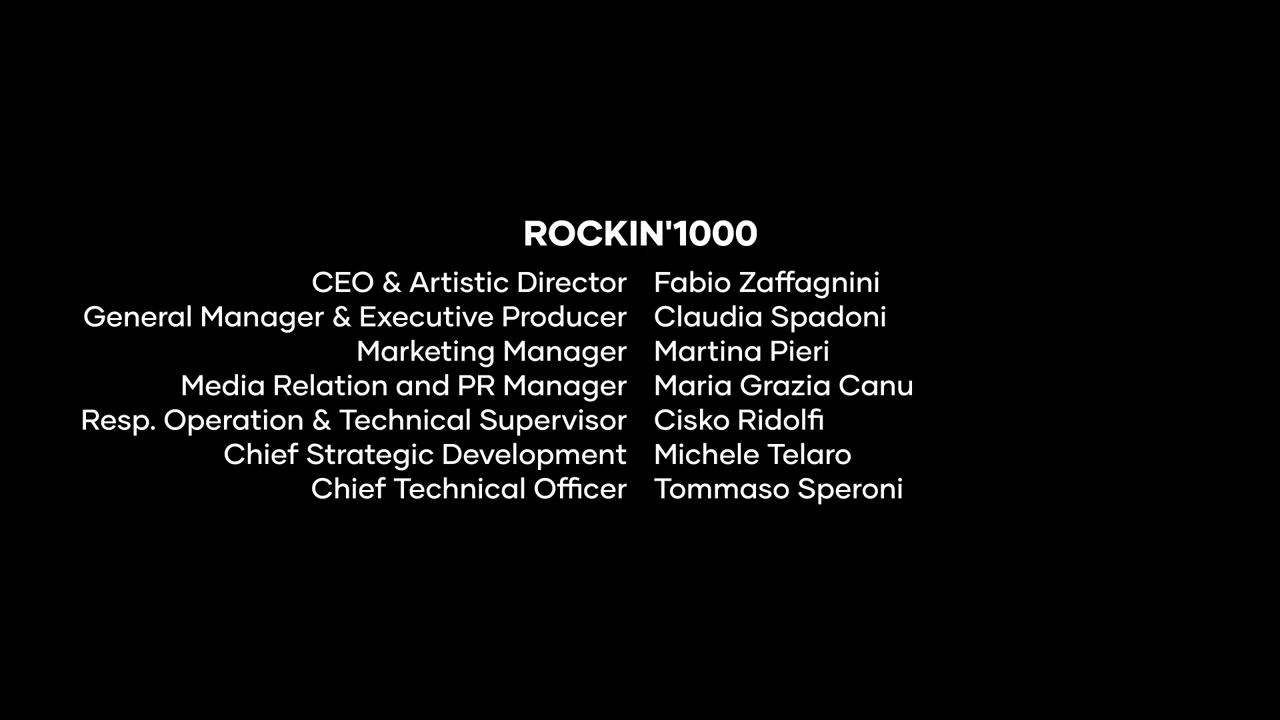 ROCKIN'1000
CEO & Artistic Director Fabio Zaffagnini
General Manager & Executive Producer Claudia Spadoni
Marketing Manager Martina Pieri
Media Relation and PR Manager Maria Grazia Canu
Resp. Operation & Technical Supervisor Cisko Ridolfi
Chief Strategic Development Michele Telaro
Chief Technical Officer Tommaso Speroni